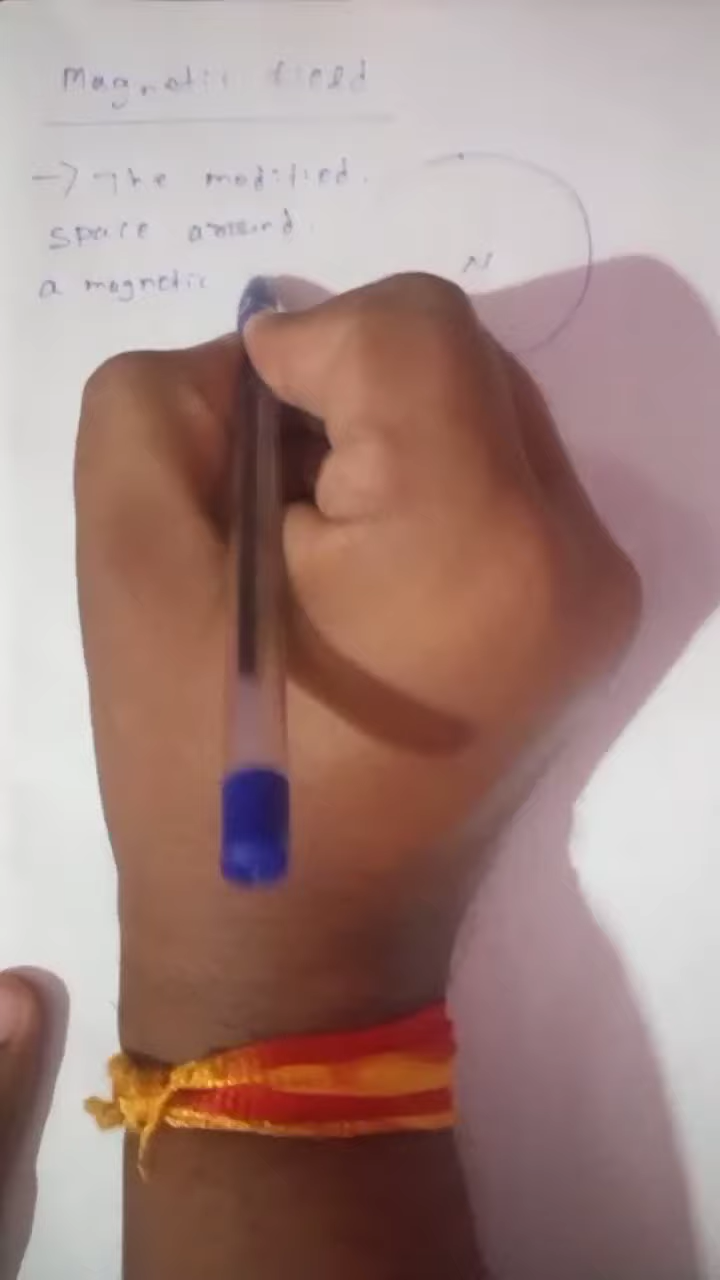 Magnetic field
→ The modified.
space around.
a magnetic
N